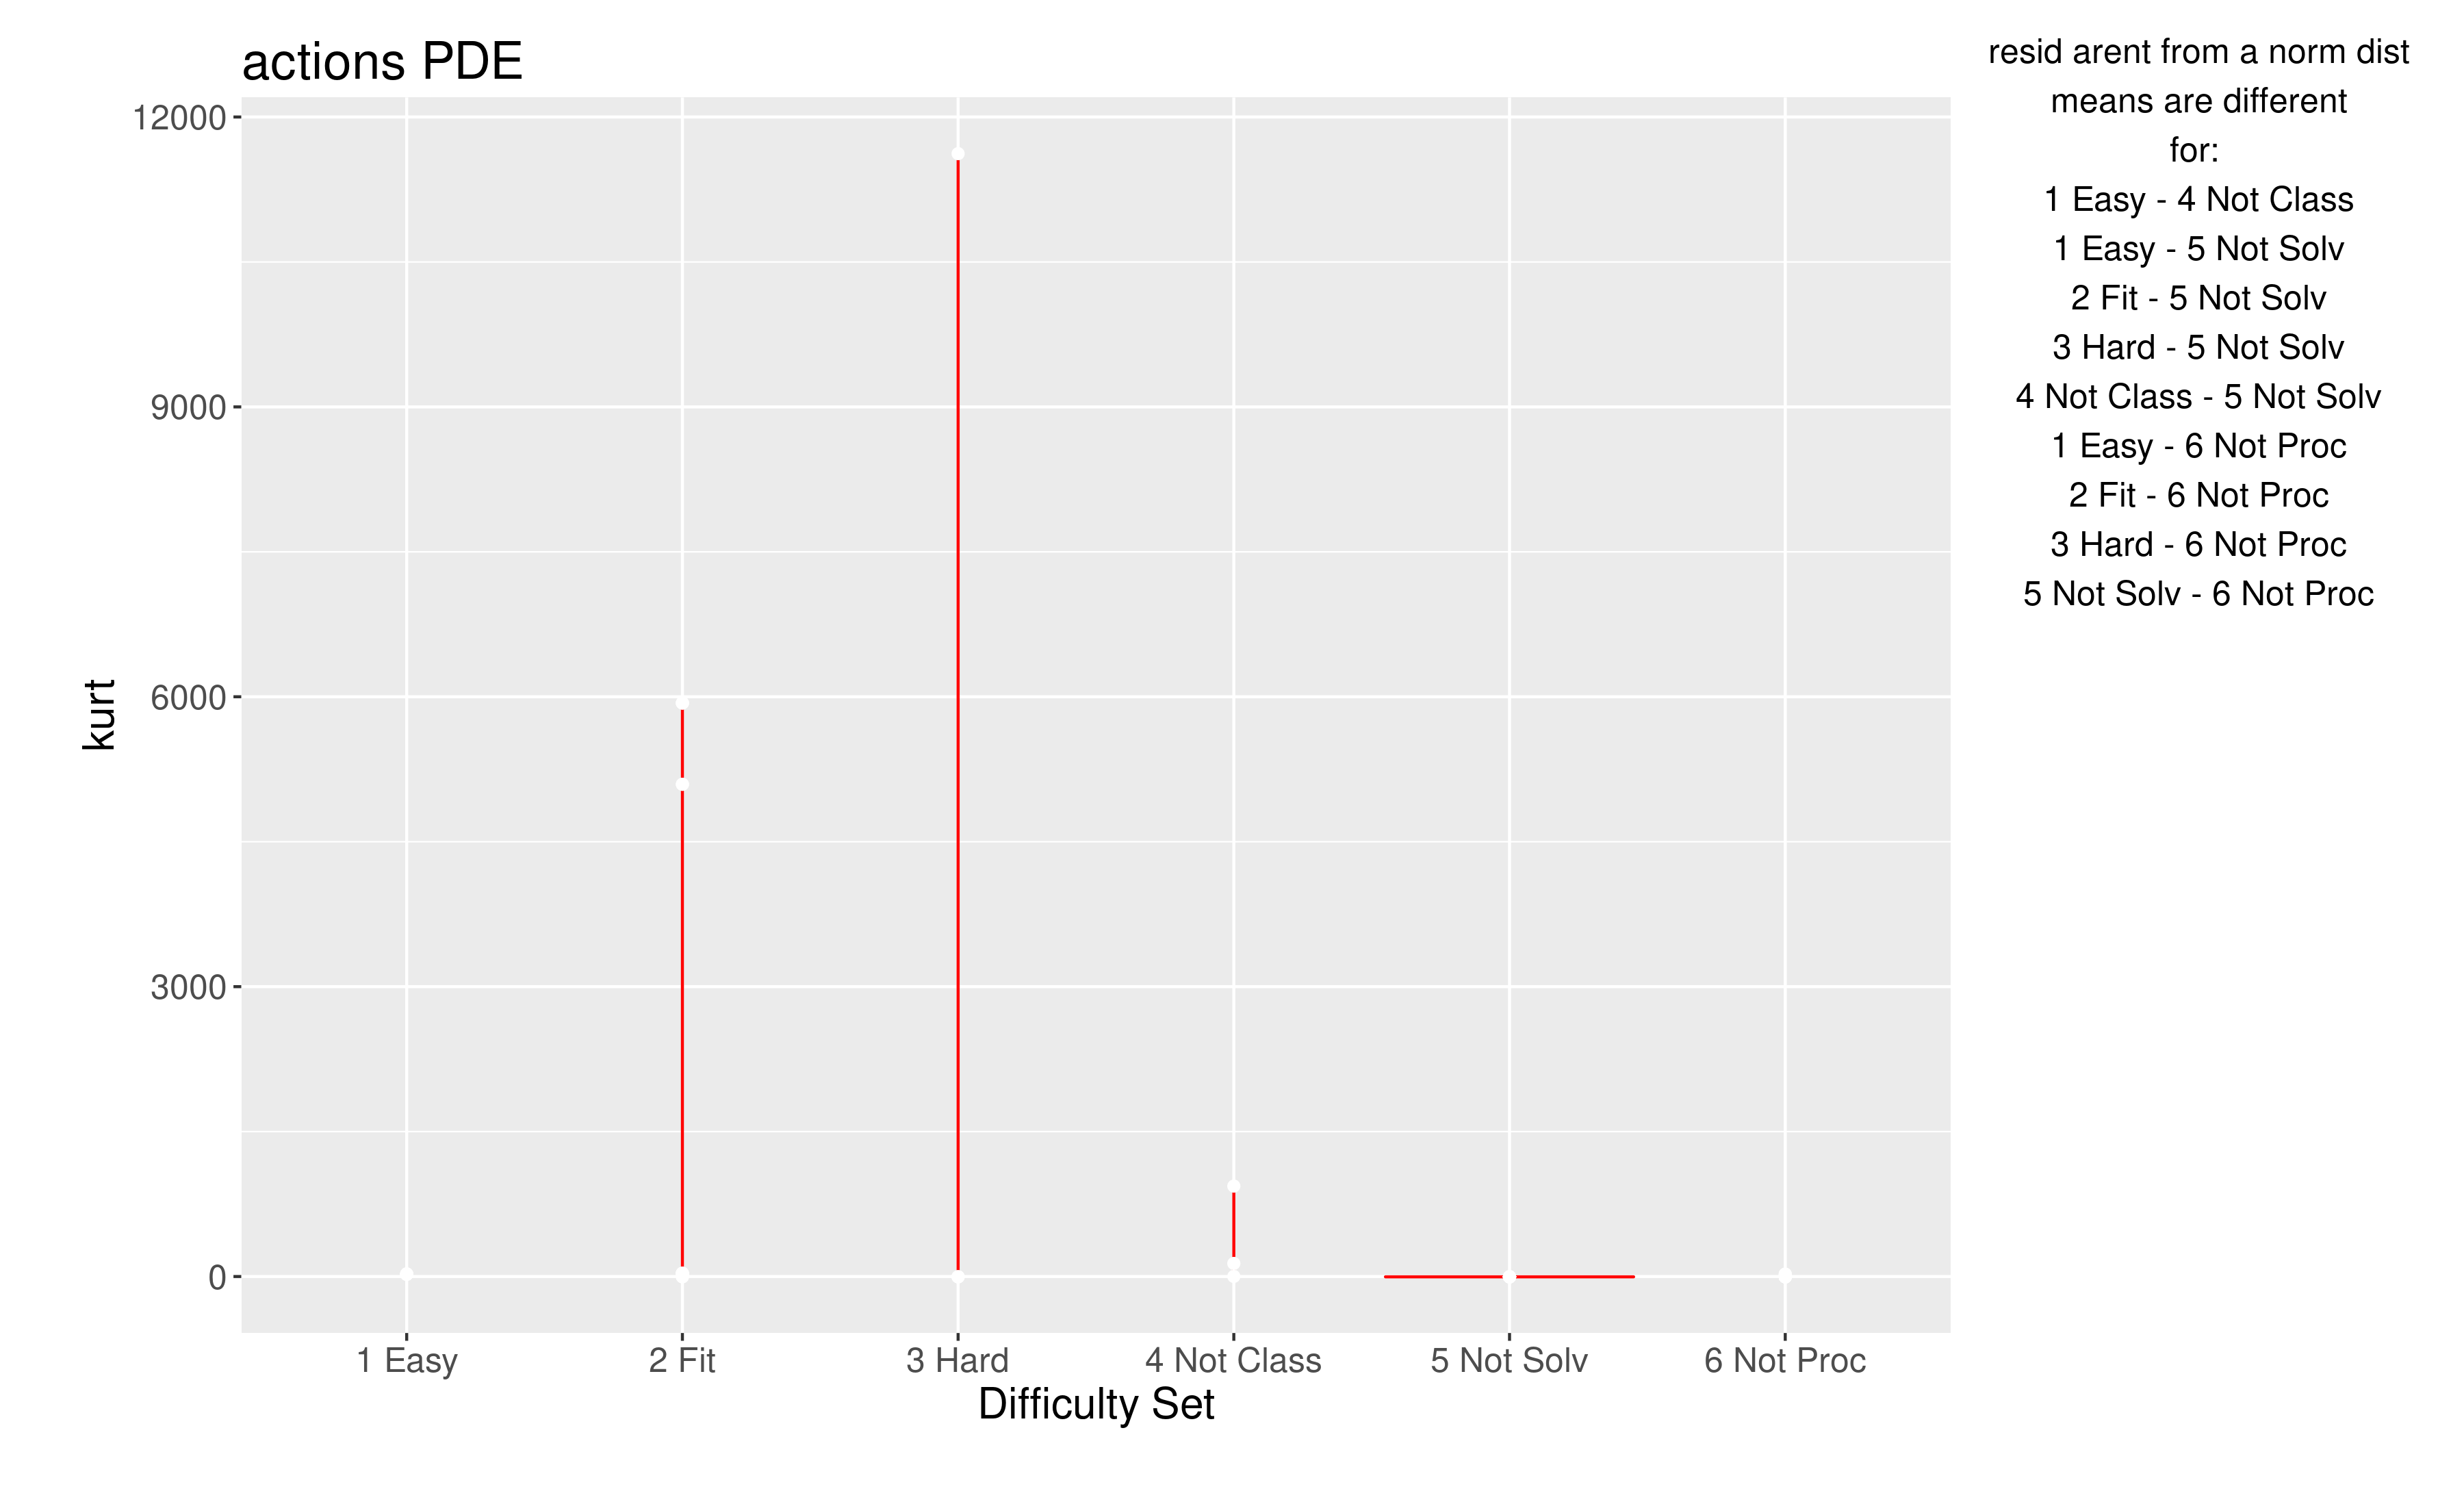 actions PDE
resid arent from a norm dist
means are different
for:
1 Easy - 4 Not Class
1 Easy - 5 Not Solv
2 Fit - 5 Not Solv
3 Hard - 5 Not Solv
4 Not Class - 5 Not Solv
1 Easy - 6 Not Proc
2 Fit - 6 Not Proc
3 Hard - 6 Not Proc
5 Not Solv - 6 Not Proc
12000
9000
6000
3000
0
kurt
1 Easy
2 Fit
3 Hard
4 Not Class
5 Not Solv
6 Not Proc
Difficulty Set